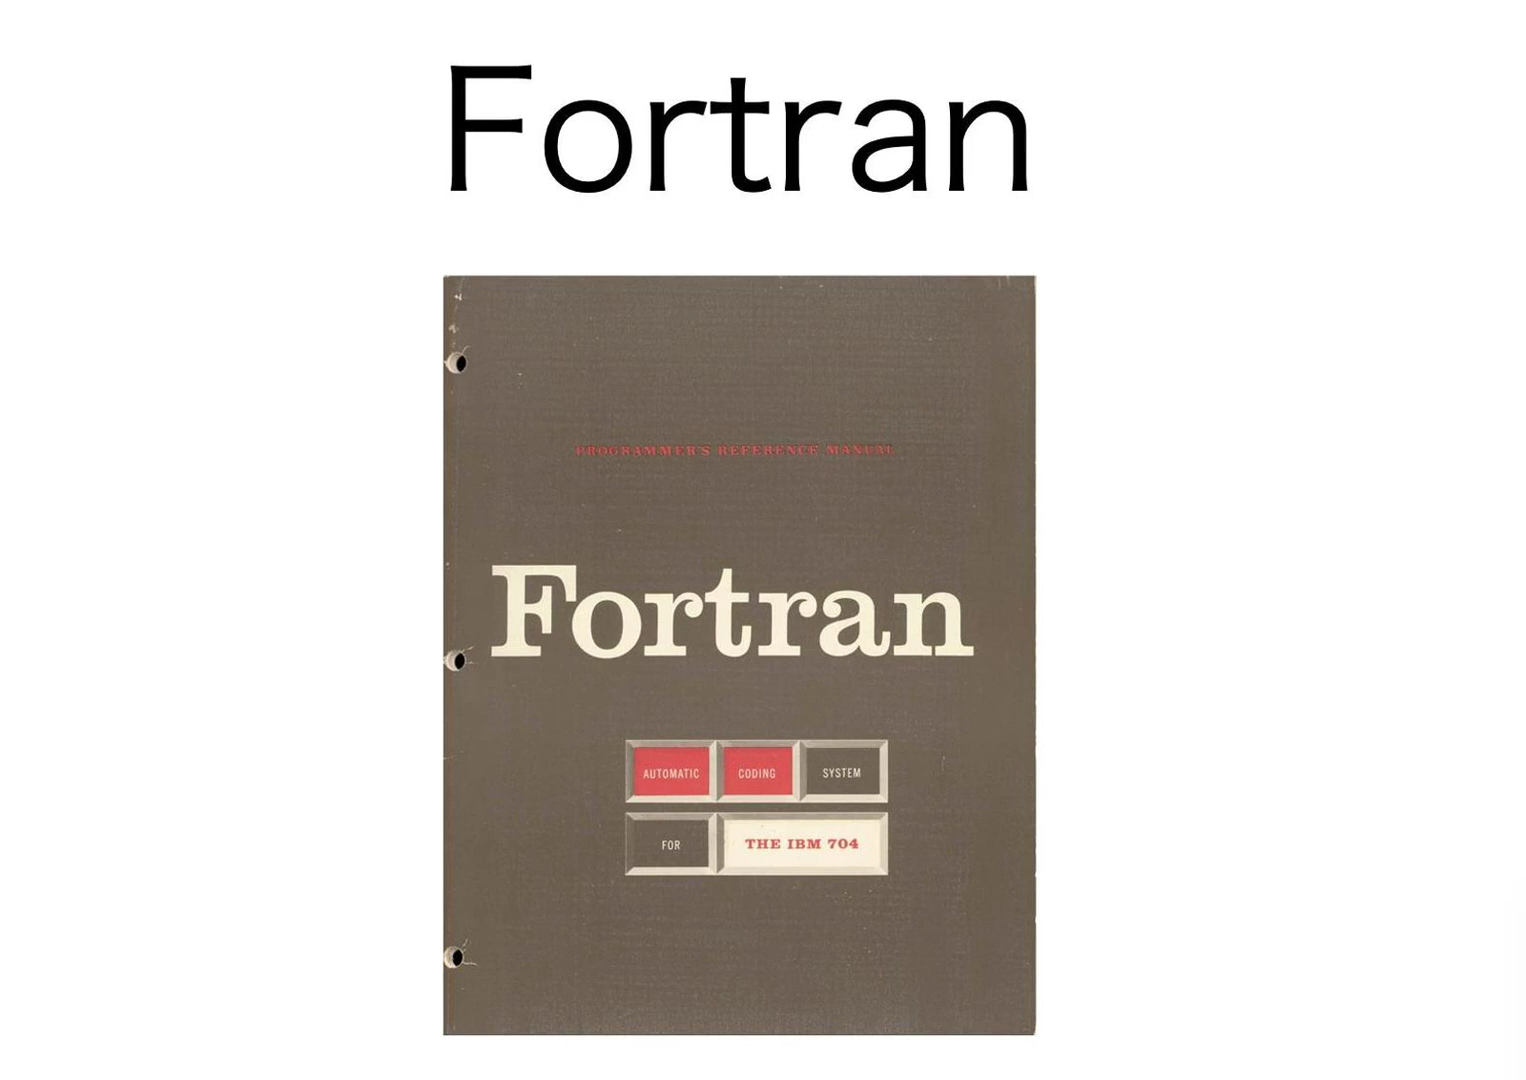 Fortran
PROGRAMMER'S REFERENCE MANUAL
Fortran
AUTOMATIC CODING SYSTEM
FOR THE IBM 704